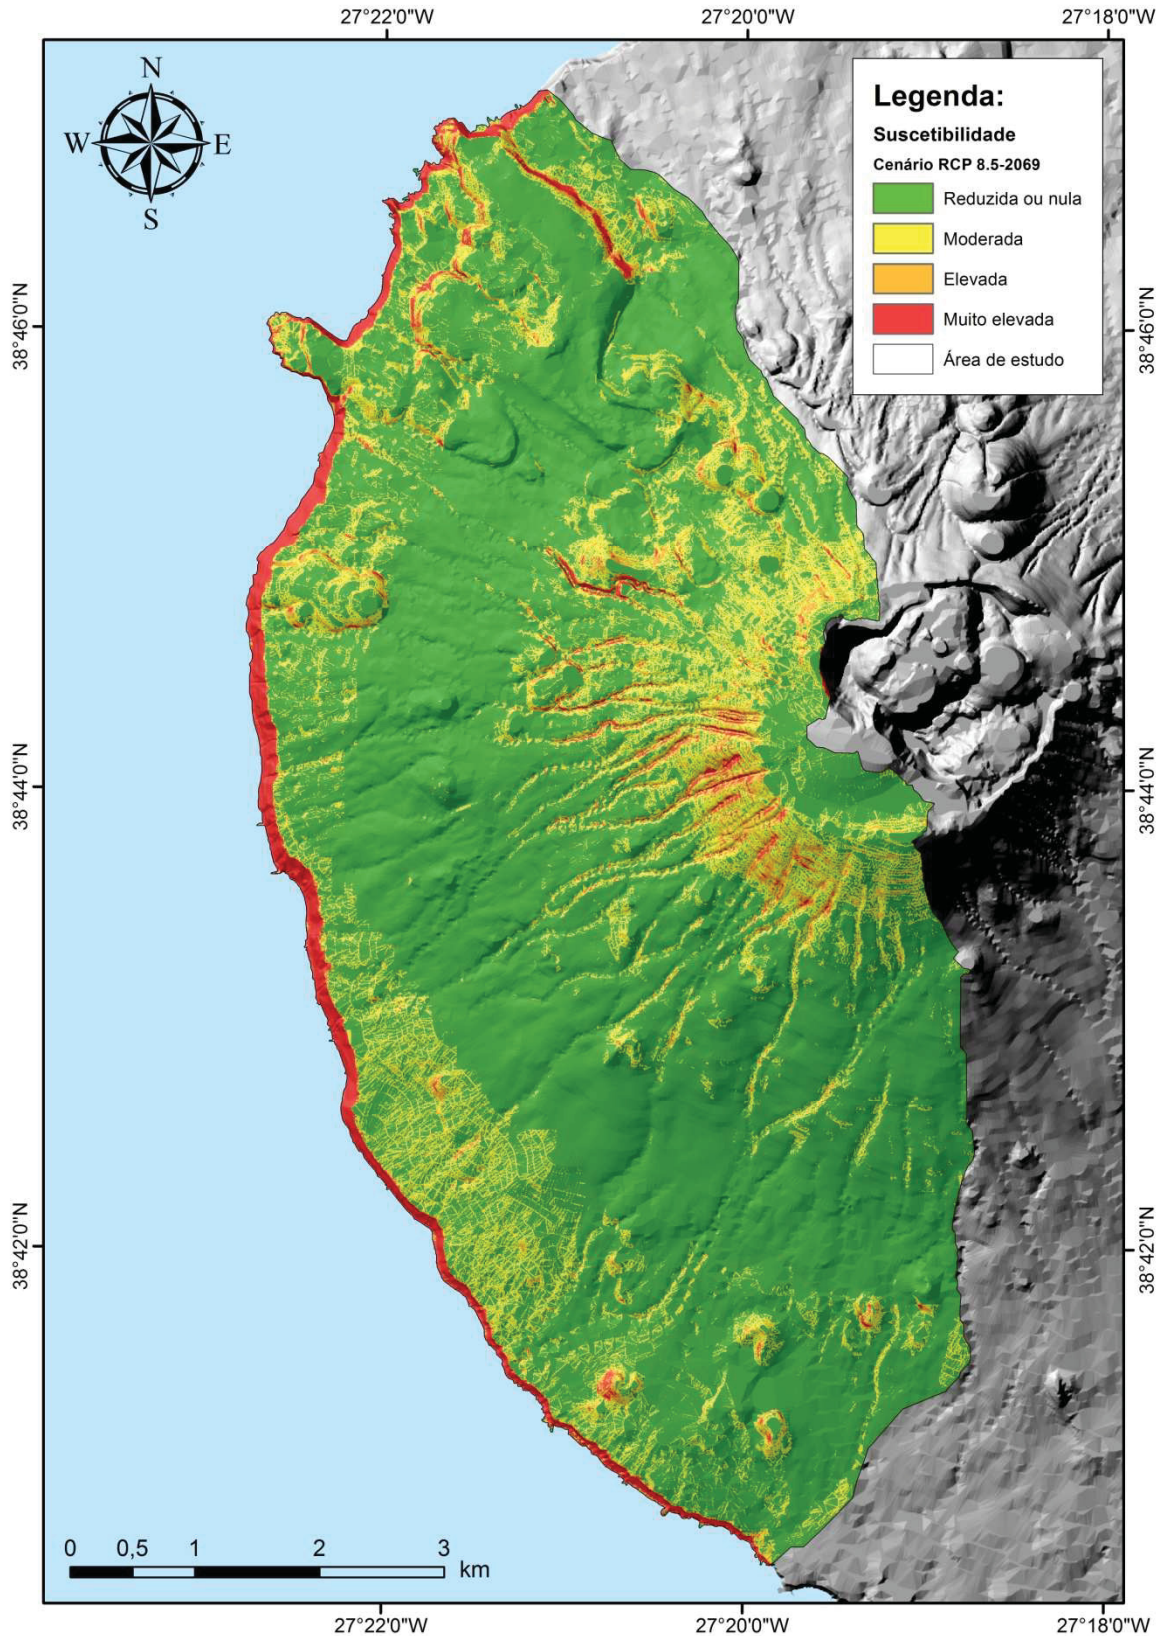 27°22'0"W 27°20'0"W 27°18'0"W
N
W E
S
Legenda:
Suscetibilidade
Cenário RCP 8.5-2069
Reduzida ou nula
Moderada
Elevada
Muito elevada
Área de estudo
38°46'0"N 38°46'0"N
38°44'0"N 38°44'0"N
38°42'0"N 38°42'0"N
0 0,5 1 2 3
km
27°22'0"W 27°20'0"W 27°18'0"W